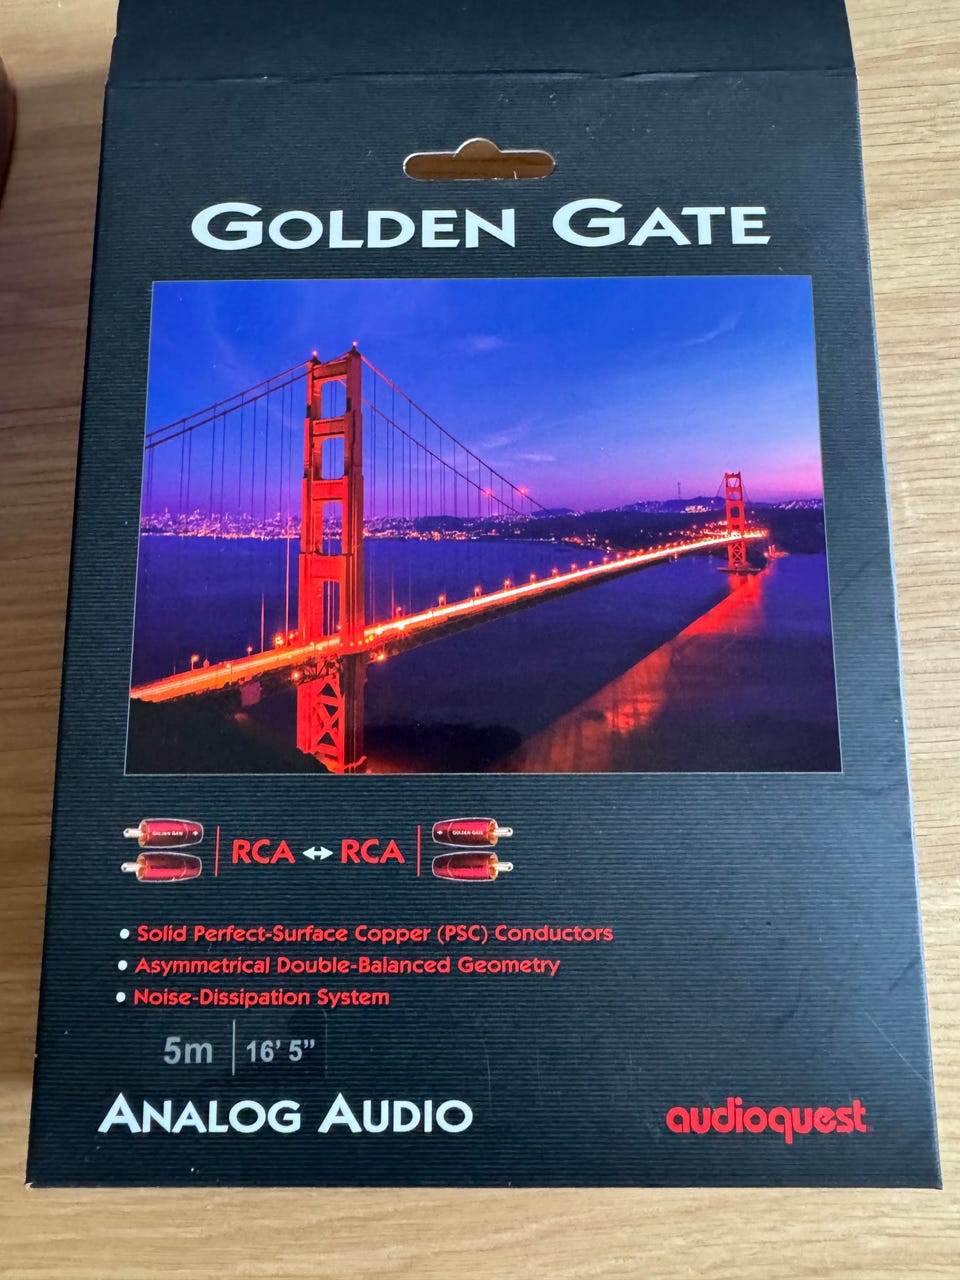 GOLDEN GATE
GOLDEN GATE
RCA ↔ RCA
GOLDEN GATE
• Solid Perfect-Surface Copper (PSC) Conductors
• Asymmetrical Double-Balanced Geometry
• Noise-Dissipation System
5m | 16' 5"
ANALOG AUDIO
audioquest